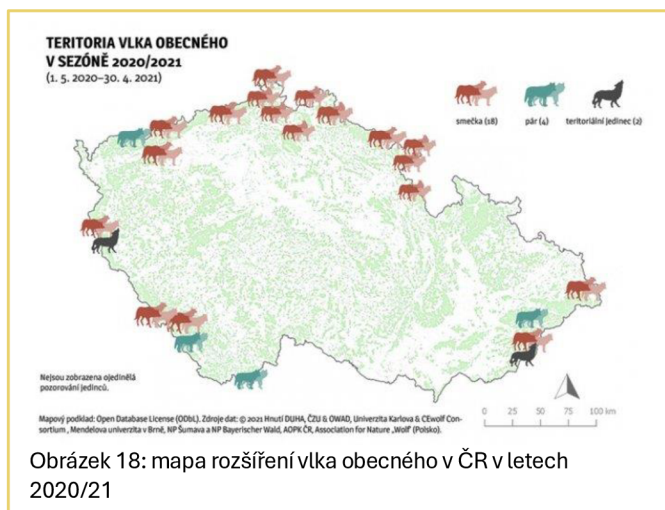 TERITORIA VLKA OBECNÉHO
V SEZÓNĚ 2020/2021
(1. 5. 2020–30. 4. 2021)
smečka (18)
pár (4)
teritoriální jedinec (2)
Nejsou zobrazena ojedinělá
pozorování jedinců.
0 25 50 75 100 km
Mapový podklad: Open Database License (ODbL). Zdroje dat: © 2021 Hnutí DUHA, ČZU & OWAD, Univerzita Karlova & CEwolf Con-
sortium, Mendelova univerzita v Brně, NP Šumava a NP Bayerischer Wald, AOPK ČR, Association for Nature „Wolf" (Polsko).
Obrázek 18: mapa rozšíření vlka obecného v ČR v letech
2020/21